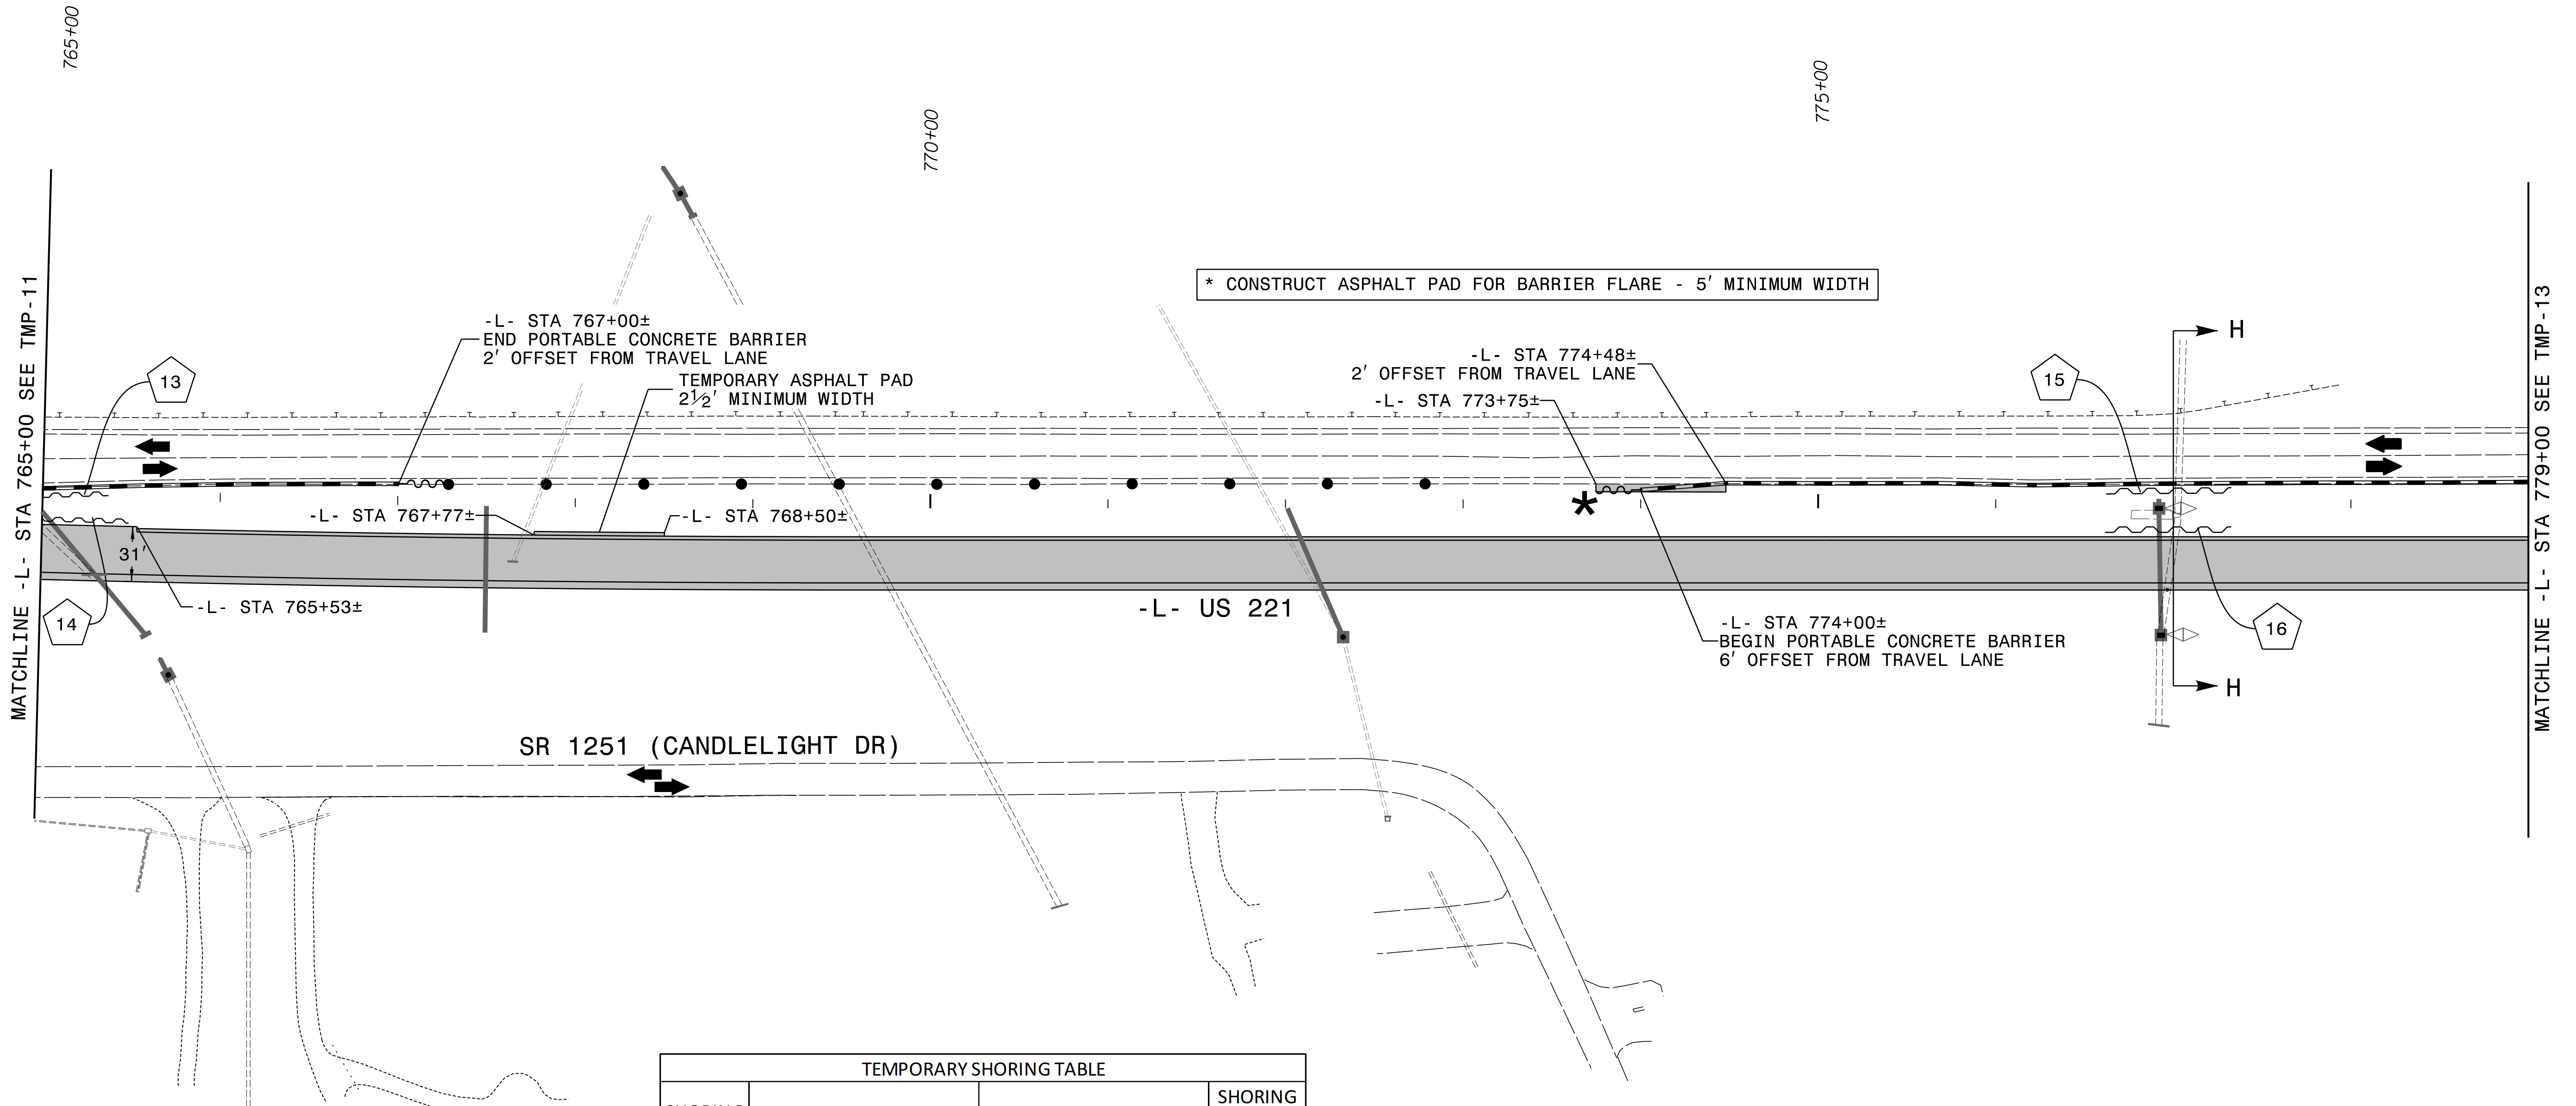 765+00
770+00
775+00
MATCHLINE -L- STA 765+00 SEE TMP-11
MATCHLINE -L- STA 779+00 SEE TMP-13
* CONSTRUCT ASPHALT PAD FOR BARRIER FLARE - 5' MINIMUM WIDTH
-L- STA 767+00±
END PORTABLE CONCRETE BARRIER
2' OFFSET FROM TRAVEL LANE
TEMPORARY ASPHALT PAD
2½' MINIMUM WIDTH
-L- STA 774+48±
2' OFFSET FROM TRAVEL LANE
-L- STA 773+75±
H
13
15
*
-L- STA 767+77±
-L- STA 768+50±
31'
-L- STA 765+53±
14
-L- US 221
-L- STA 774+00±
BEGIN PORTABLE CONCRETE BARRIER
6' OFFSET FROM TRAVEL LANE
16
H
SR 1251 (CANDLELIGHT DR)
TEMPORARY SHORING TABLE
SHORING